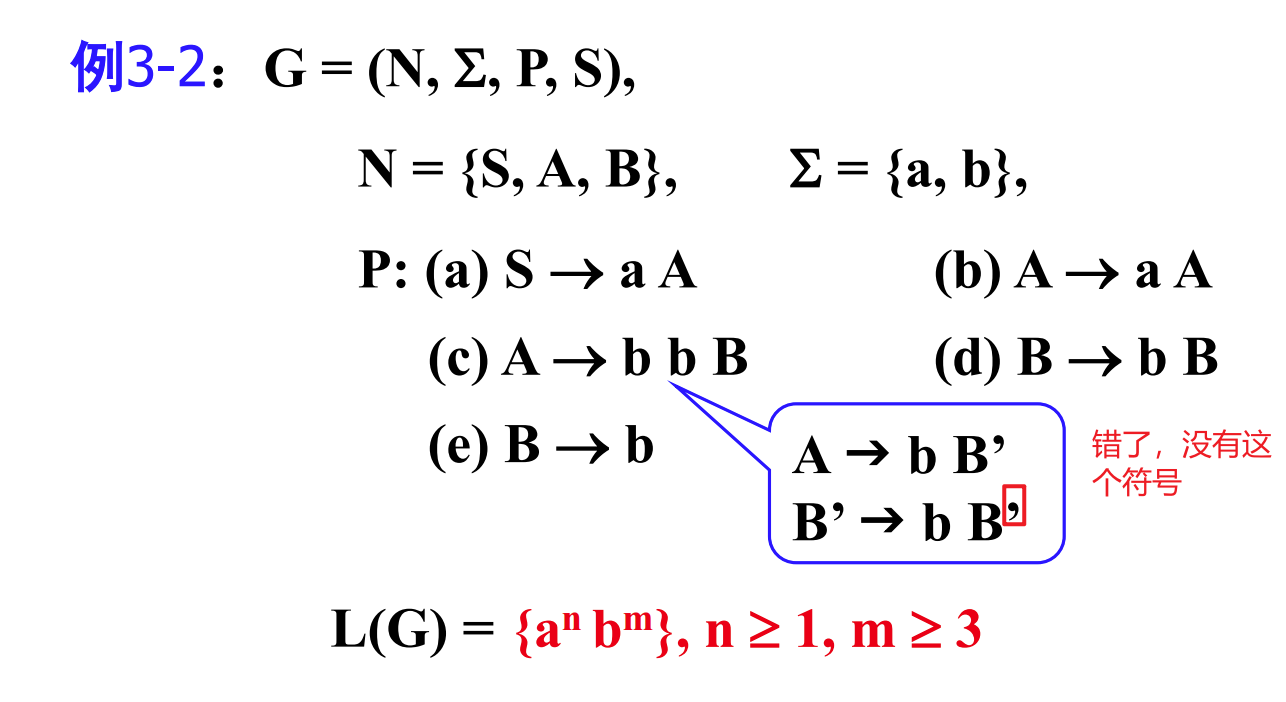 例3-2：G = (N, Σ, P, S),
N = {S, A, B}, Σ = {a, b},
P: (a) S → a A (b) A → a A
(c) A → b b B (d) B → b B
(e) B → b
A ➔ b B’
B’ ➔ b B’
错了，没有这
个符号
L(G) = {aⁿ bᵐ}, n ≥ 1, m ≥ 3